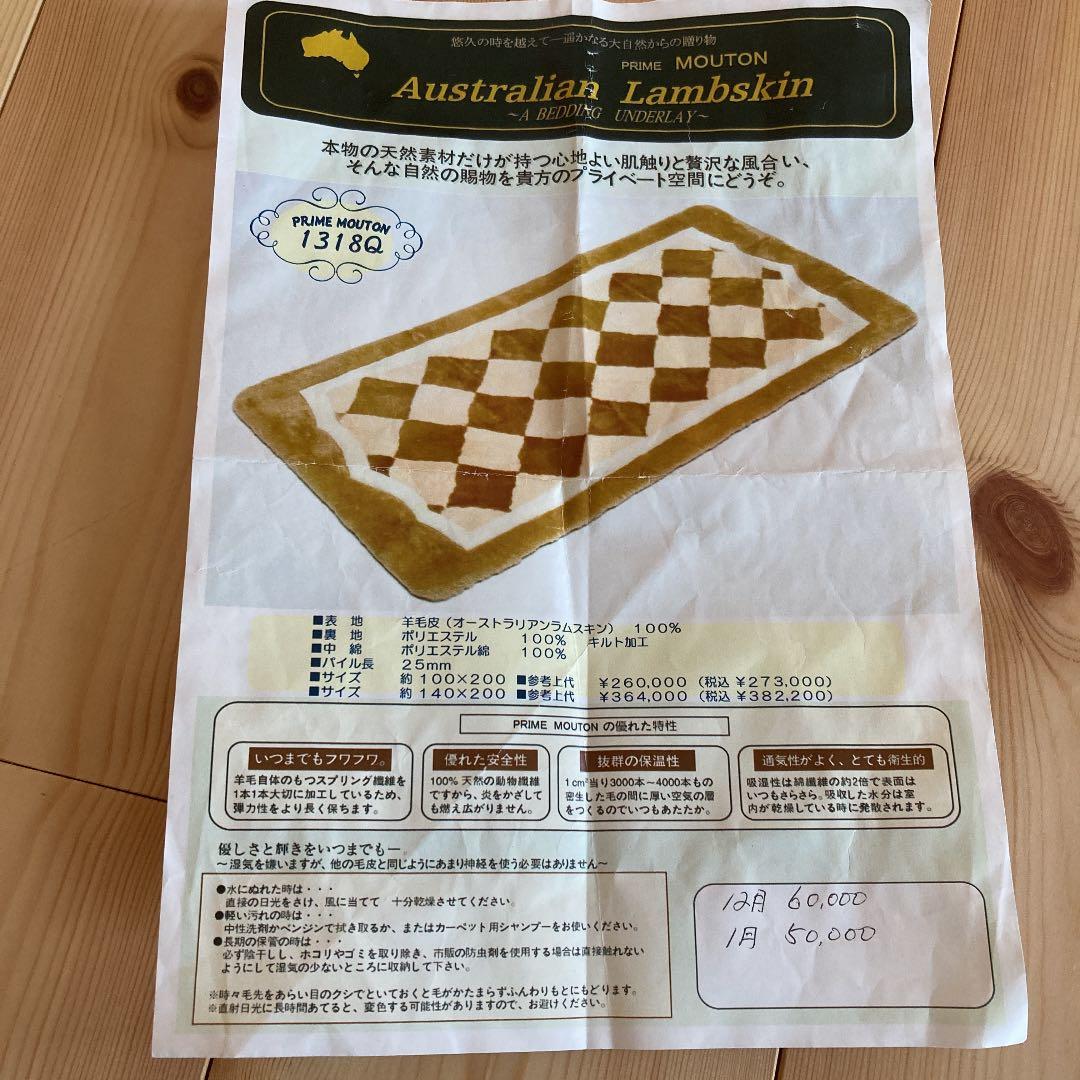 悠久の時を越えて一遥かなる大自然からの贈り物
PRIME MOUTON
Australian Lambskin
～A BEDDING UNDERLAY～
本物の天然素材だけが持つ心地よい肌触りと贅沢な風合い、
そんな自然の賜物を貴方のプライベート空間にどうぞ。
PRIME MOUTON
1318Q
■表 地 羊毛皮（オーストラリアンラムスキン） 100％
■裏 地 ポリエステル 100％ キルト加工
■中 綿 ポリエステル綿 100％
■パイル長 25mm
■サイズ 約100×200 ■参考上代 ￥260,000（税込￥273,000）
■サイズ 約140×200 ■参考上代 ￥364,000（税込￥382,200）
PRIME MOUTON の優れた特性
いつまでもフワフワ。
羊毛自体のもつスプリング繊維を
1本1本大切に加工しているため、
弾力性をより長く保ちます。
優れた安全性
100％天然の動物繊維
ですから、炎をかざして
も燃え広がりません。
抜群の保温性
1cm²当り3000本～4000本もの
密生した毛の間に厚い空気の層
をつくるのでいつもあたたか。
通気性がよく、とても衛生的
吸湿性は綿繊維の約2倍で表面は
いつもさらさら。吸収した水分は室
内が乾燥している時に発散されます。
優しさと輝きをいつまでもー。
～湿気を嫌いますが、他の毛皮と同じようにあまり神経を使う必要はありません～
●水にぬれた時は・・・
直接の日光をさけ、風に当てて 十分乾燥させてください。
●軽い汚れの時は・・・
中性洗剤かベンジンで拭き取るか、またはカーペット用シャンプーをお使いください。
●長期の保管の時は・・・
必ず陰干しし、ホコリやゴミを取り除き、市販の防虫剤を使用する場合は直接触れない
ようにして湿気の少ないところに収納して下さい。
※時々毛先をあらい目のクシでといておくと毛がかたまらずふんわりもとにもどります。
※直射日光に長時間あてると、変色する可能性がありますので、お避けください。
12月 60,000
1月 50,000